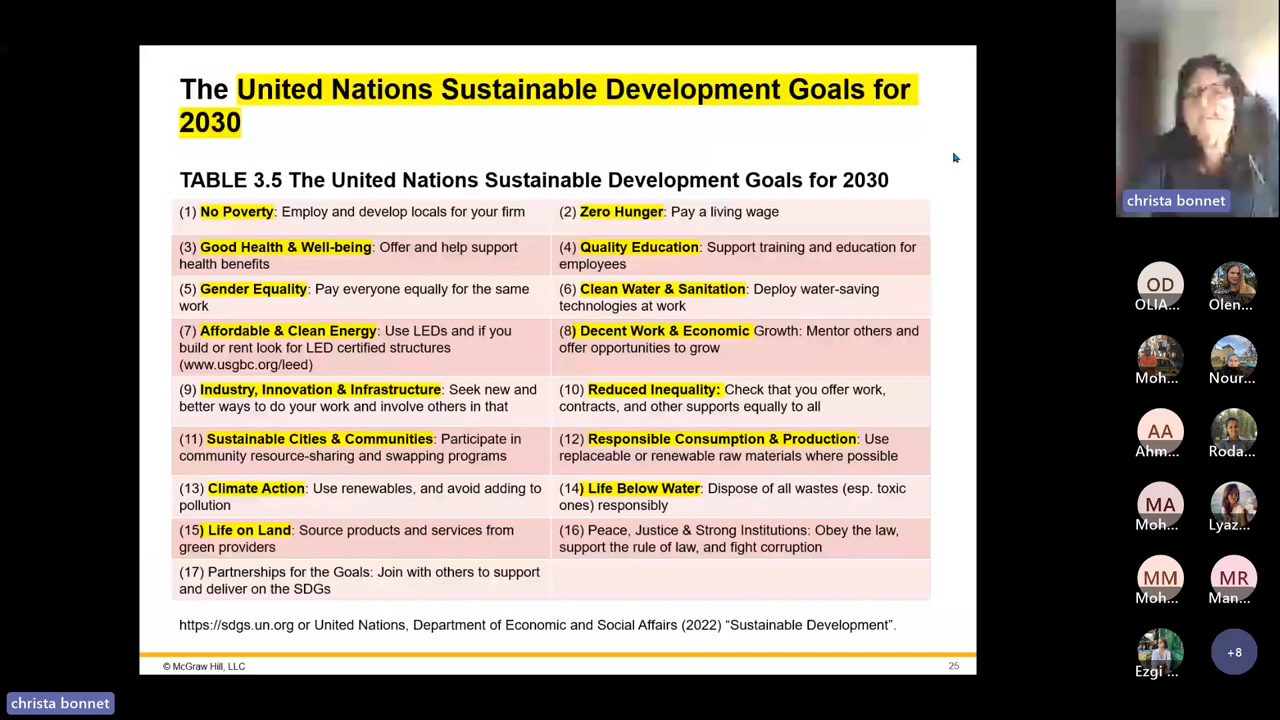 The United Nations Sustainable Development Goals for
2030
TABLE 3.5 The United Nations Sustainable Development Goals for 2030
(1) No Poverty: Employ and develop locals for your firm
(2) Zero Hunger: Pay a living wage
(3) Good Health & Well-being: Offer and help support
health benefits
(4) Quality Education: Support training and education for
employees
(5) Gender Equality: Pay everyone equally for the same
work
(6) Clean Water & Sanitation: Deploy water-saving
technologies at work
(7) Affordable & Clean Energy: Use LEDs and if you
build or rent look for LED certified structures
(www.usgbc.org/leed)
(8) Decent Work & Economic Growth: Mentor others and
offer opportunities to grow
(9) Industry, Innovation & Infrastructure: Seek new and
better ways to do your work and involve others in that
(10) Reduced Inequality: Check that you offer work,
contracts, and other supports equally to all
(11) Sustainable Cities & Communities: Participate in
community resource-sharing and swapping programs
(12) Responsible Consumption & Production: Use
replaceable or renewable raw materials where possible
(13) Climate Action: Use renewables, and avoid adding to
pollution
(14) Life Below Water: Dispose of all wastes (esp. toxic
ones) responsibly
(15) Life on Land: Source products and services from
green providers
(16) Peace, Justice & Strong Institutions: Obey the law,
support the rule of law, and fight corruption
(17) Partnerships for the Goals: Join with others to support
and deliver on the SDGs
https://sdgs.un.org or United Nations, Department of Economic and Social Affairs (2022) “Sustainable Development”.
© McGraw Hill, LLC
25
christa bonnet
christa bonnet
OD
OLIA...
Olen...
Moh...
Nour...
AA
Ahm...
Roda...
MA
Moh...
Lyaz...
MM
Moh...
MR
Man...
Ezgi ...
+8